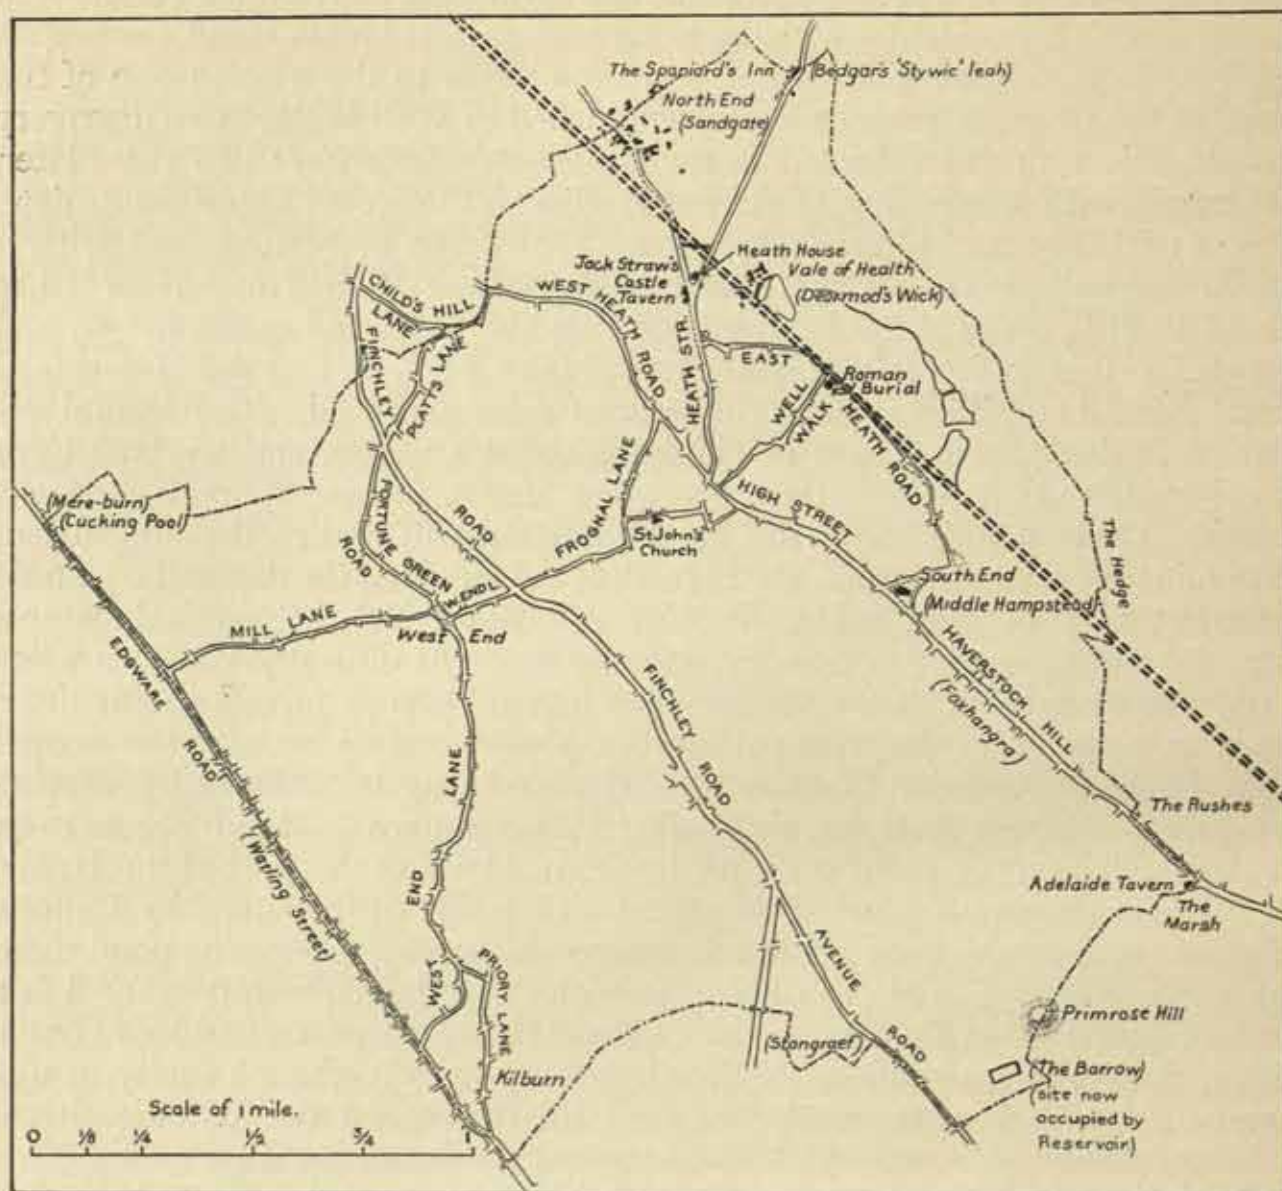 The Spaniard's Inn
(Bedgar's 'Stywic' leah)
North End
(Sandgate)
Heath House
Jack Straw's
Castle
Tavern
Vale of Health
Wick)
CHILD'S HILL
LANE
WEST HEATH ROAD
PLATT'S LANE
FINCHLEY
ROAD
HEATH STR.
EAST
HEATH ROAD
Roman
Burial
WELL
WALK
FROGNAL LANE
HIGH STREET
(Mere-burn)
(Cucking Pool)
FORTUNE GREEN
ROAD
St John's
Church
The Hedge
South End
(Middle Hampstead)
MILL LANE
W. END L.
West End
EDGWARE
ROAD
(Watling Street)
FINCHLEY
ROAD
HAVERSTOCK HILL
(Foxhangra)
The Rushes
WEST
END
LANE
Adelaide Tavern
The
Marsh
PRIORY LANE
AVENUE
ROAD
Primrose Hill
Kilburn
(The Barrow)
(site now
occupied by
Reservoir)
Scale of 1 mile.
0 1/8 1/4 1/2 3/4 1